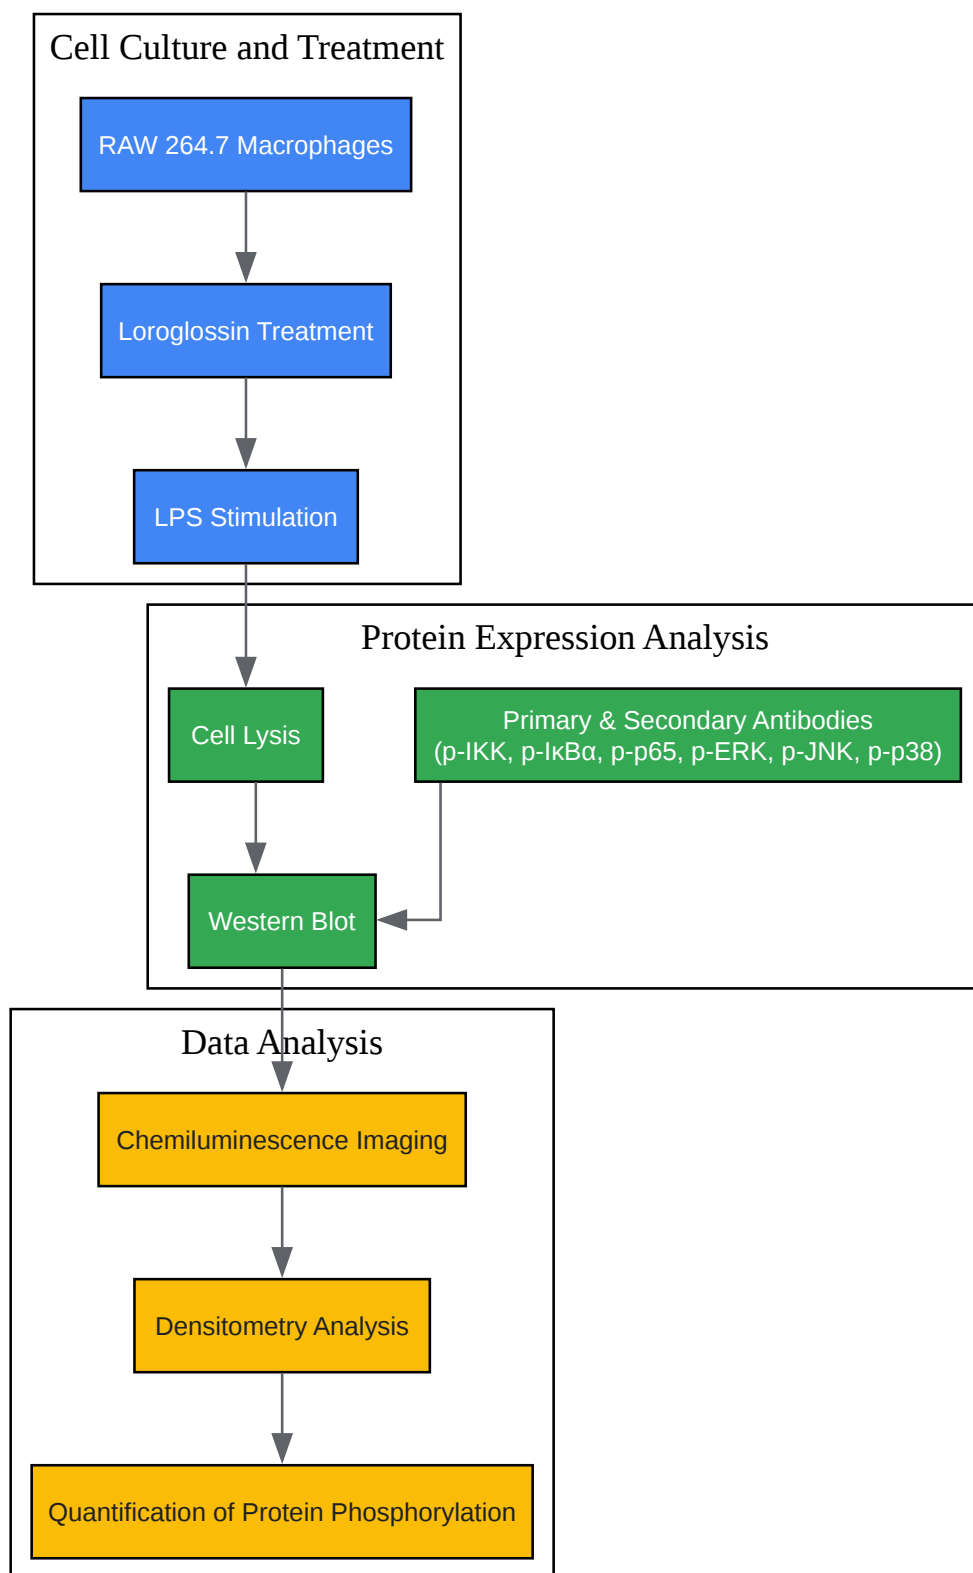 Cell Culture and Treatment
RAW 264.7 Macrophages
Loroglossin Treatment
LPS Stimulation
Protein Expression Analysis
Cell Lysis
Primary & Secondary Antibodies
(p-IKK, p-IκBα, p-p65, p-ERK, p-JNK, p-p38)
Western Blot
Data Analysis
Chemiluminescence Imaging
Densitometry Analysis
Quantification of Protein Phosphorylation